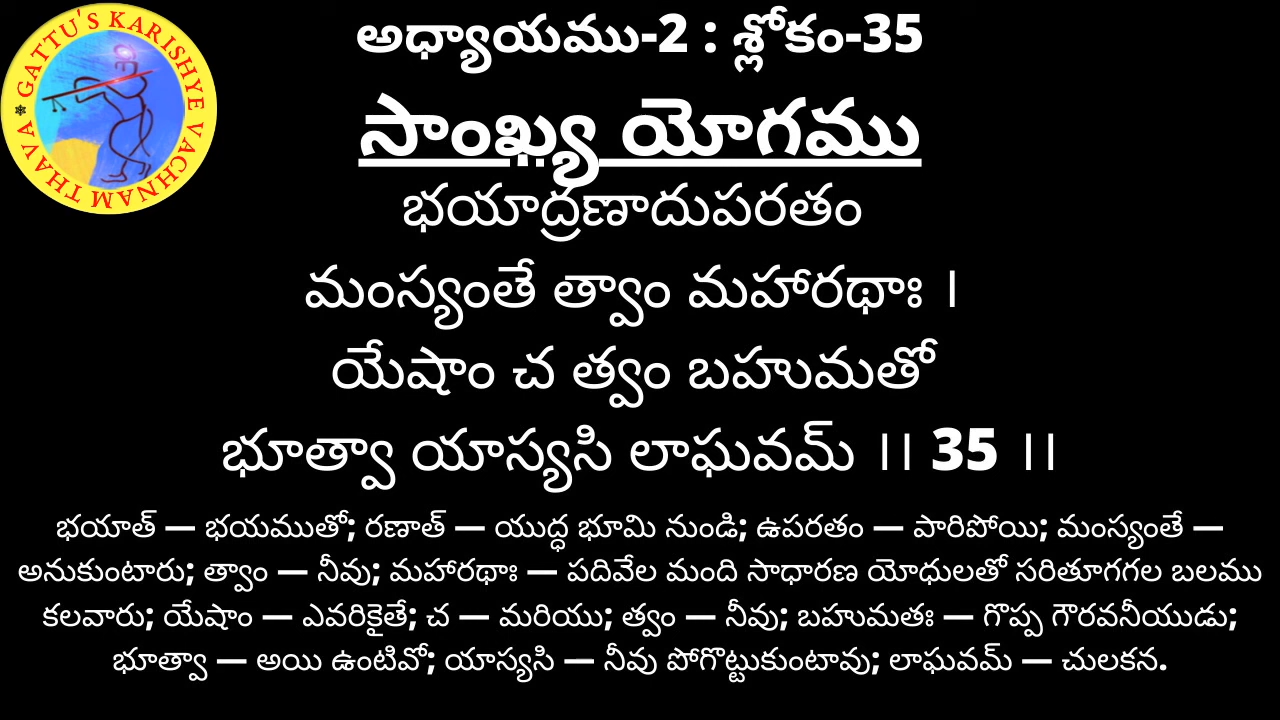 GATTU'S KARISHYE VACHNAM THAVA
అధ్యాయము-2 : శ్లోకం-35
సాంఖ్య యోగము
భయాద్రణాదుపరతం
మంస్యంతే త్వాం మహారథాః ।
యేషాం చ త్వం బహుమతో
భూత్వా యాస్యసి లాఘవమ్ ।। 35 ।।
భయాత్ — భయముతో; రణాత్ — యుద్ధ భూమి నుండి; ఉపరతం — పారిపోయి; మంస్యంతే —
అనుకుంటారు; త్వాం — నీవు; మహారథాః — పదివేల మంది సాధారణ యోధులతో సరితూగగల బలము
కలవారు; యేషాం — ఎవరికైతే; చ — మరియు; త్వం — నీవు; బహుమతః — గొప్ప గౌరవనీయుడు;
భూత్వా — అయి ఉంటివో; యాస్యసి — నీవు పోగొట్టుకుంటావు; లాఘవమ్ — చులకన.